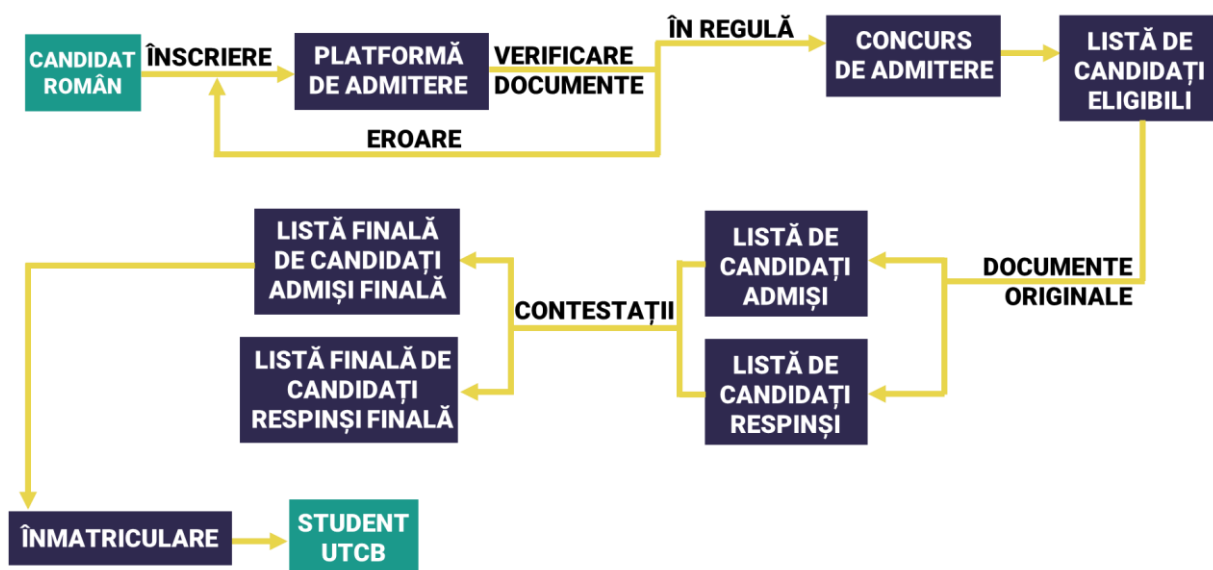 CANDIDAT
ROMÂN
ÎNSCRIERE
PLATFORMĂ
DE ADMITERE
VERIFICARE
DOCUMENTE
ÎN REGULĂ
EROARE
CONCURS
DE ADMITERE
LISTĂ DE
CANDIDAȚI
ELIGIBILI
DOCUMENTE
ORIGINALE
LISTĂ DE
CANDIDAȚI
ADMIȘI
LISTĂ DE
CANDIDAȚI
RESPINȘI
CONTESTAȚII
LISTĂ FINALĂ
DE CANDIDAȚI
ADMIȘI FINALĂ
LISTĂ FINALĂ DE
CANDIDAȚI
RESPINȘI FINALĂ
ÎNMATRICULARE
STUDENT
UTCB